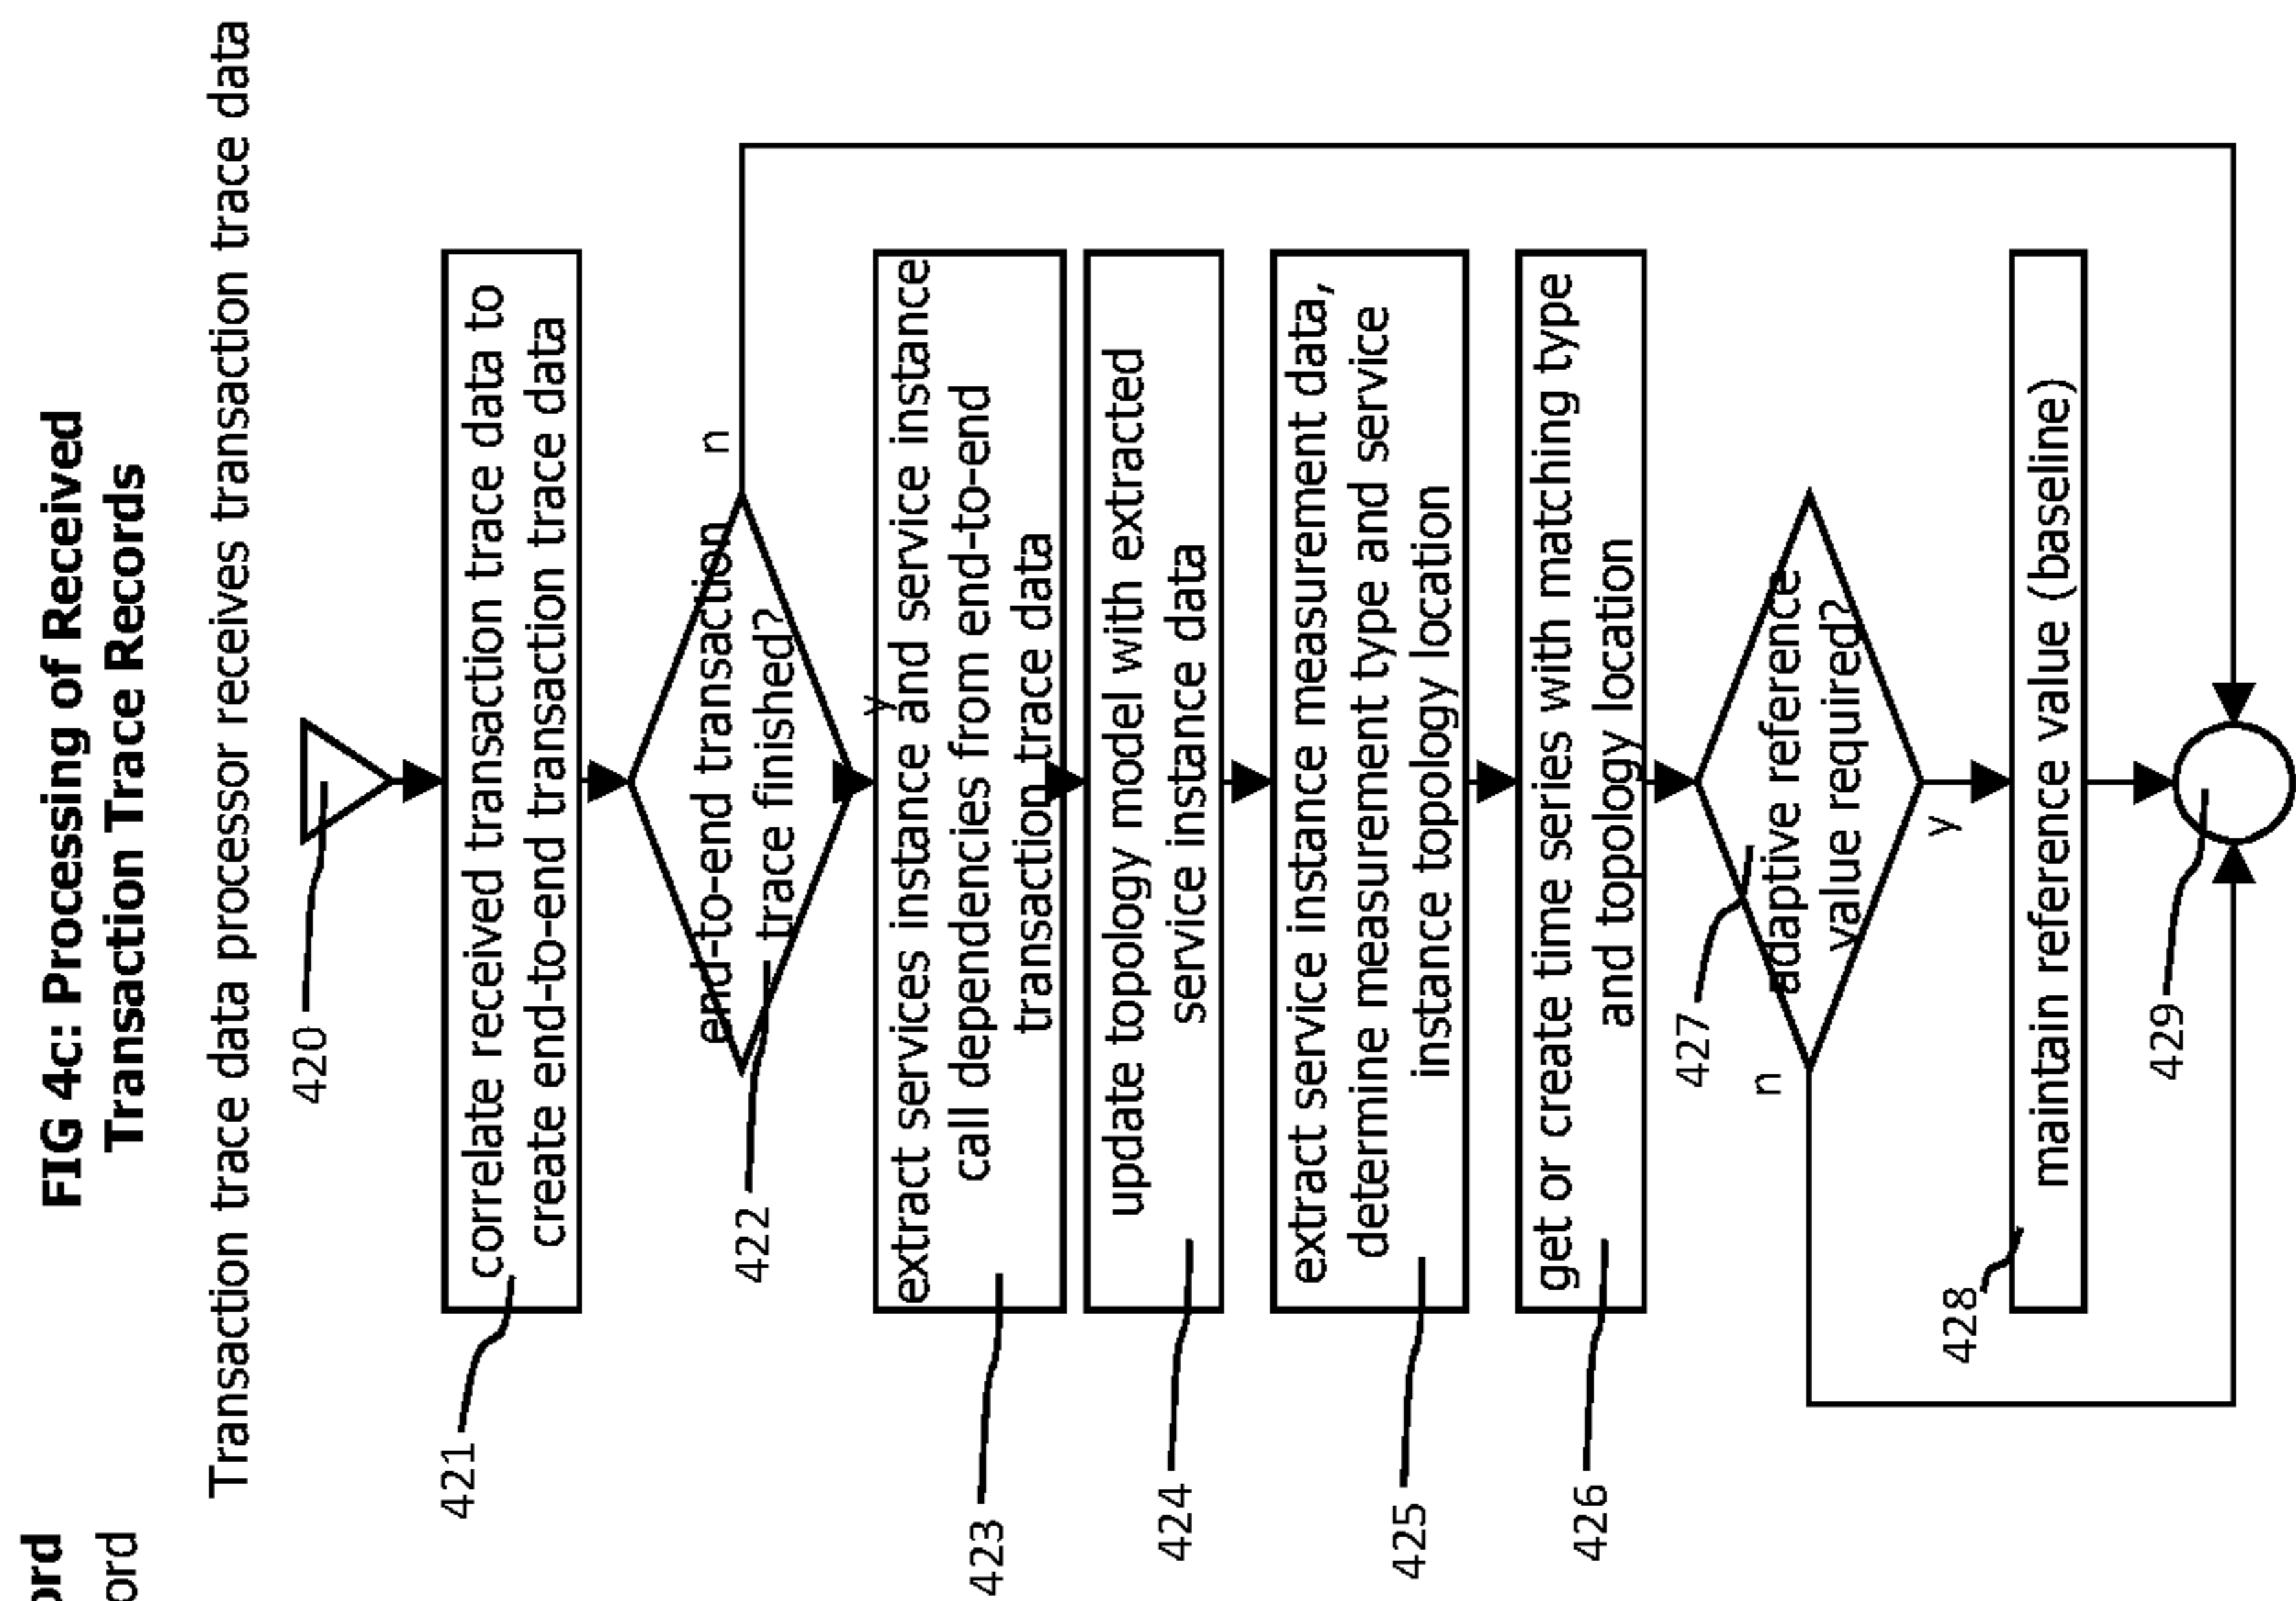 FIG 4c: Processing of Received
Transaction Trace Records
Transaction trace data processor receives transaction trace data
420
421
correlate received transaction trace data to
create end-to-end transaction trace data
422
end-to-end transaction
trace finished?
n
y
423
extract services instance and service instance
call dependencies from end-to-end
transaction trace data
424
update topology model with extracted
service instance data
425
extract service instance measurement data,
determine measurement type and service
instance topology location
426
get or create time series with matching type
and topology location
427
adaptive reference
value required?
n
y
428
maintain reference value (baseline)
429